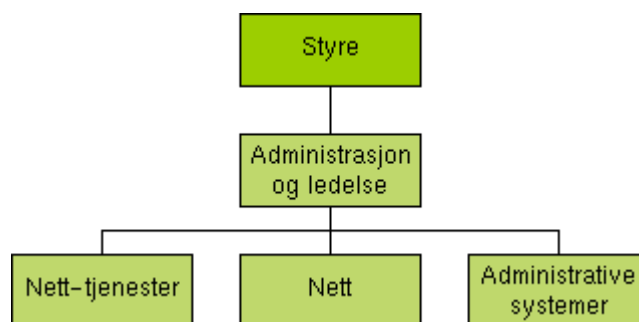 Styre
Administrasjon
og ledelse
Nett-tjenester
Nett
Administrative
systemer